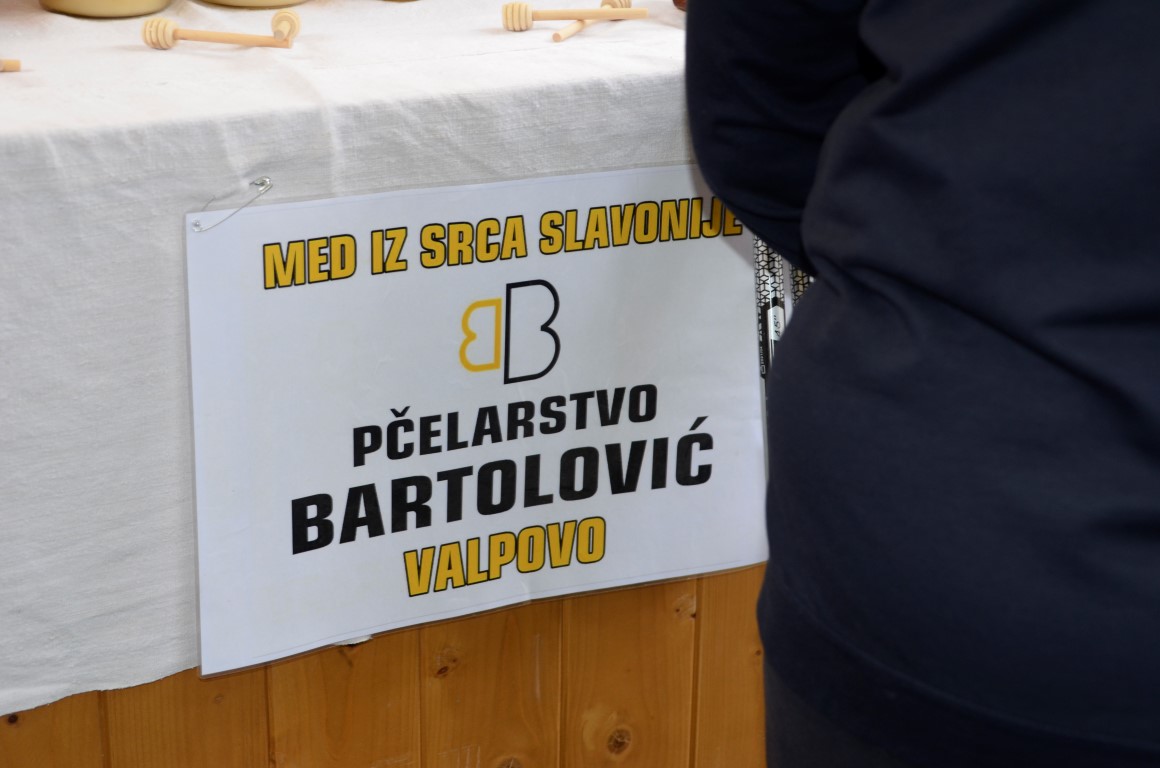 MED IZ SRCA SLAVONIJE
BB
PČELARSTVO
BARTOLOVIĆ
VALPOVO